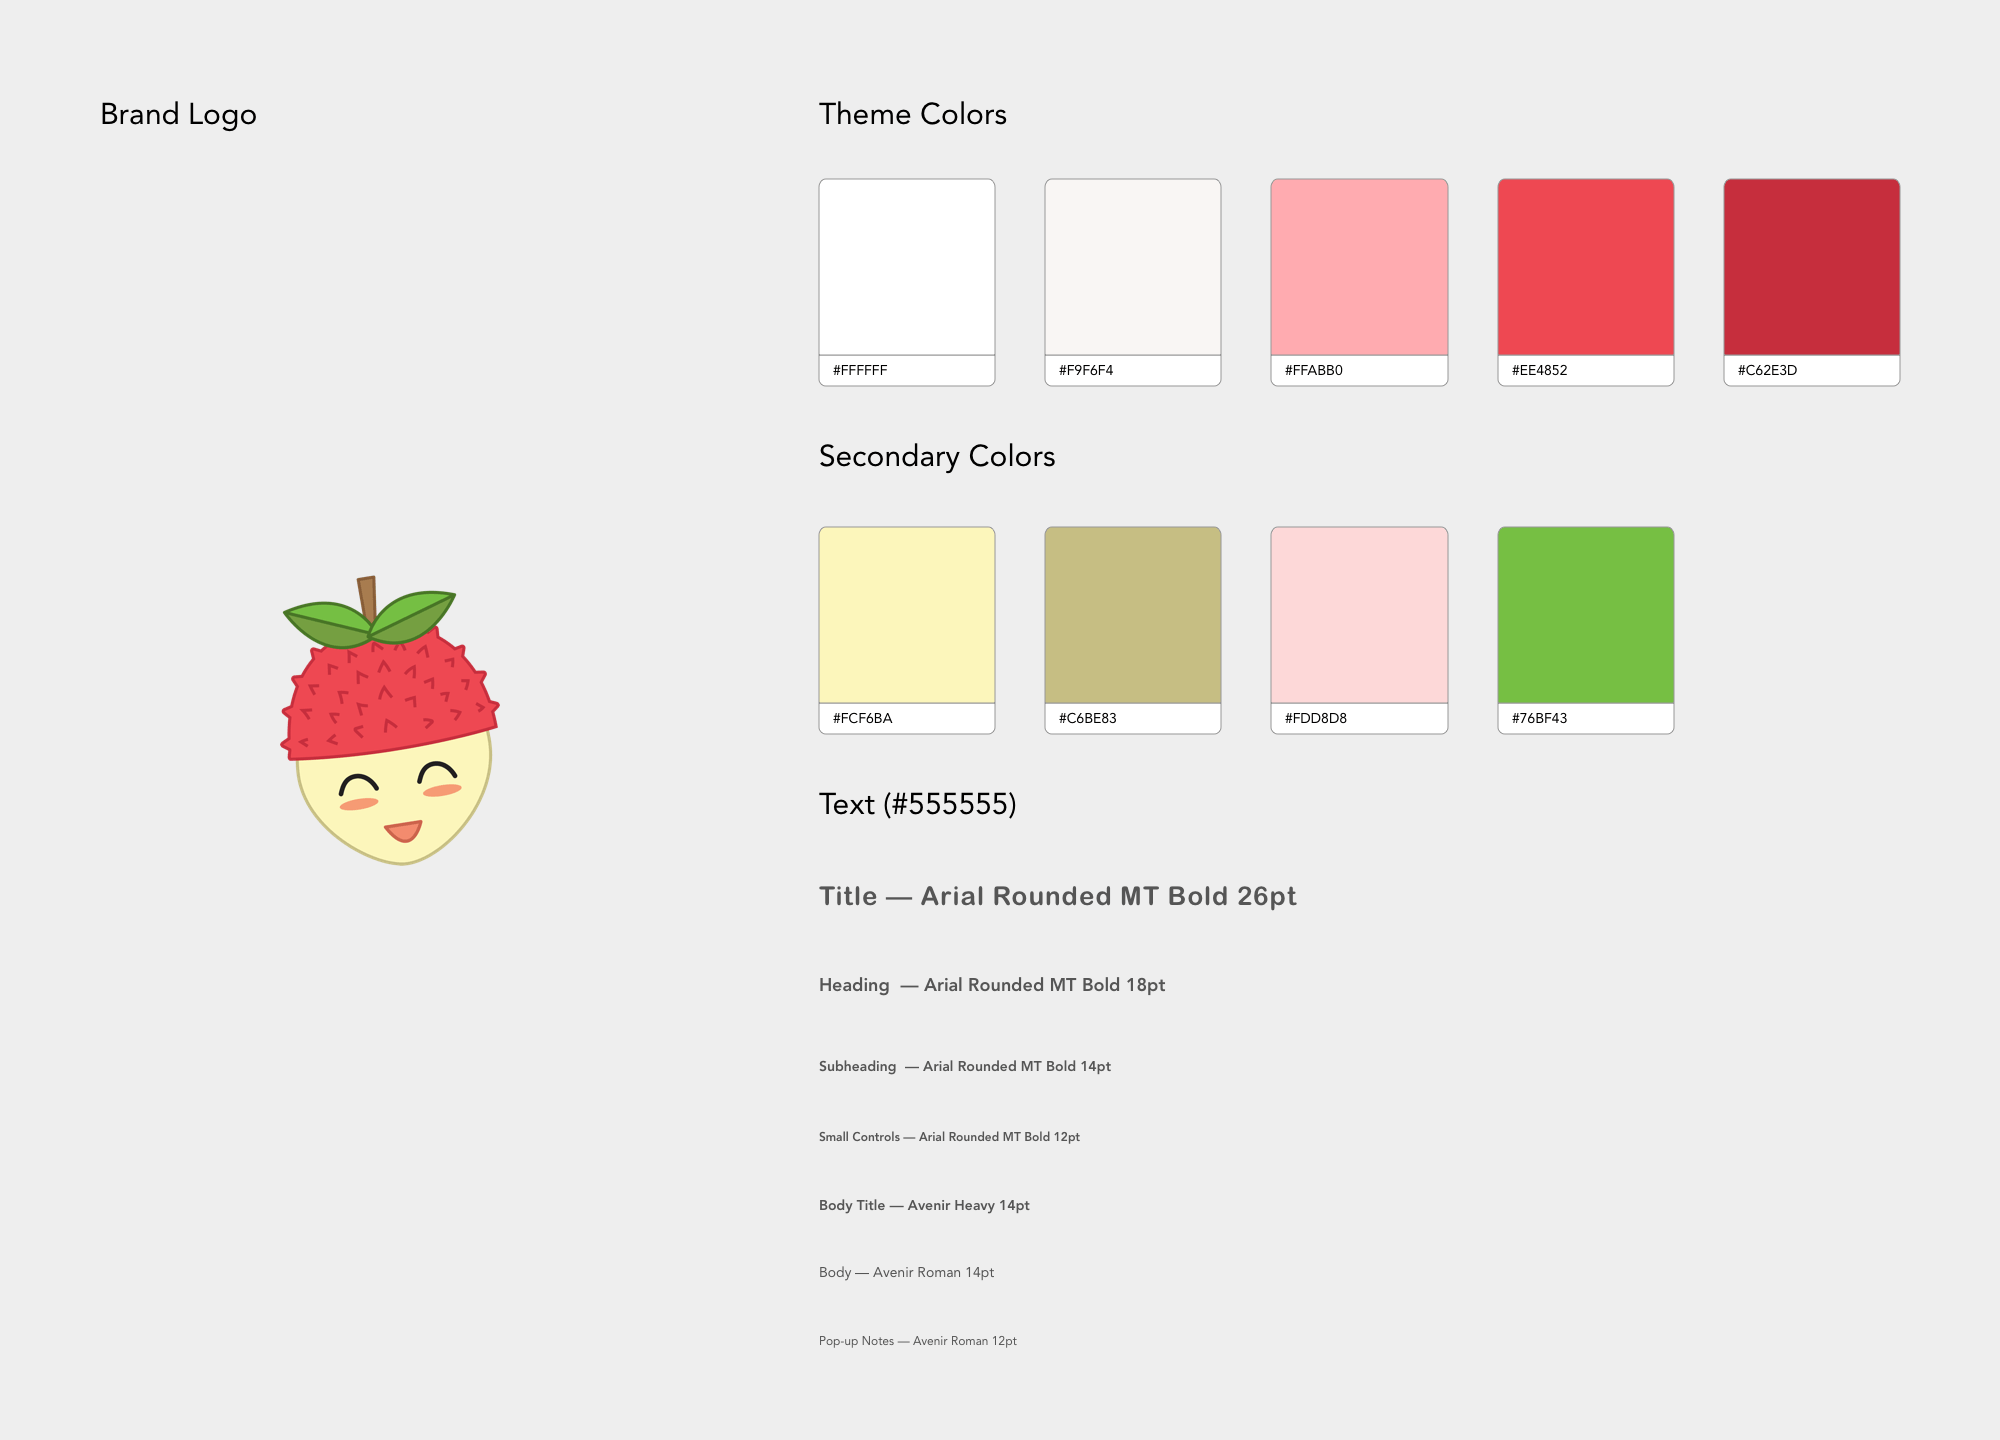 Brand Logo
Theme Colors
#FFFFFF
#F9F6F4
#FFABB0
#EE4852
#C62E3D
Secondary Colors
#FCF6BA
#C6BE83
#FDD8D8
#76BF43
Text (#555555)
Title — Arial Rounded MT Bold 26pt
Heading  — Arial Rounded MT Bold 18pt
Subheading  — Arial Rounded MT Bold 14pt
Small Controls — Arial Rounded MT Bold 12pt
Body Title — Avenir Heavy 14pt
Body — Avenir Roman 14pt
Pop-up Notes — Avenir Roman 12pt